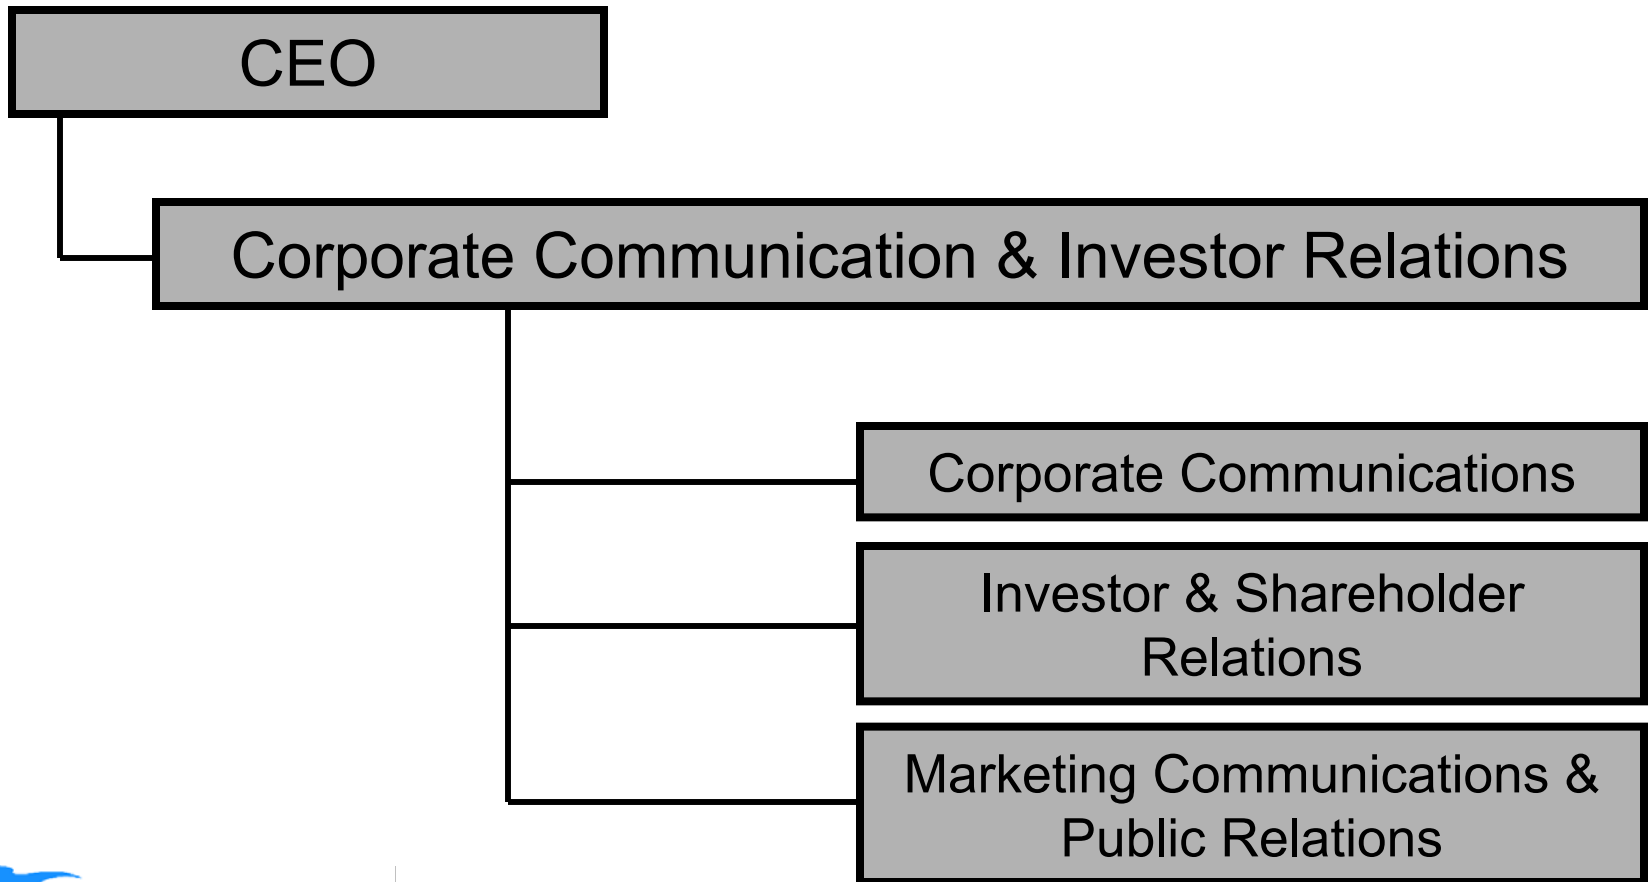 CEO
Corporate Communication & Investor Relations
Corporate Communications
Investor & Shareholder
Relations
Marketing Communications &
Public Relations